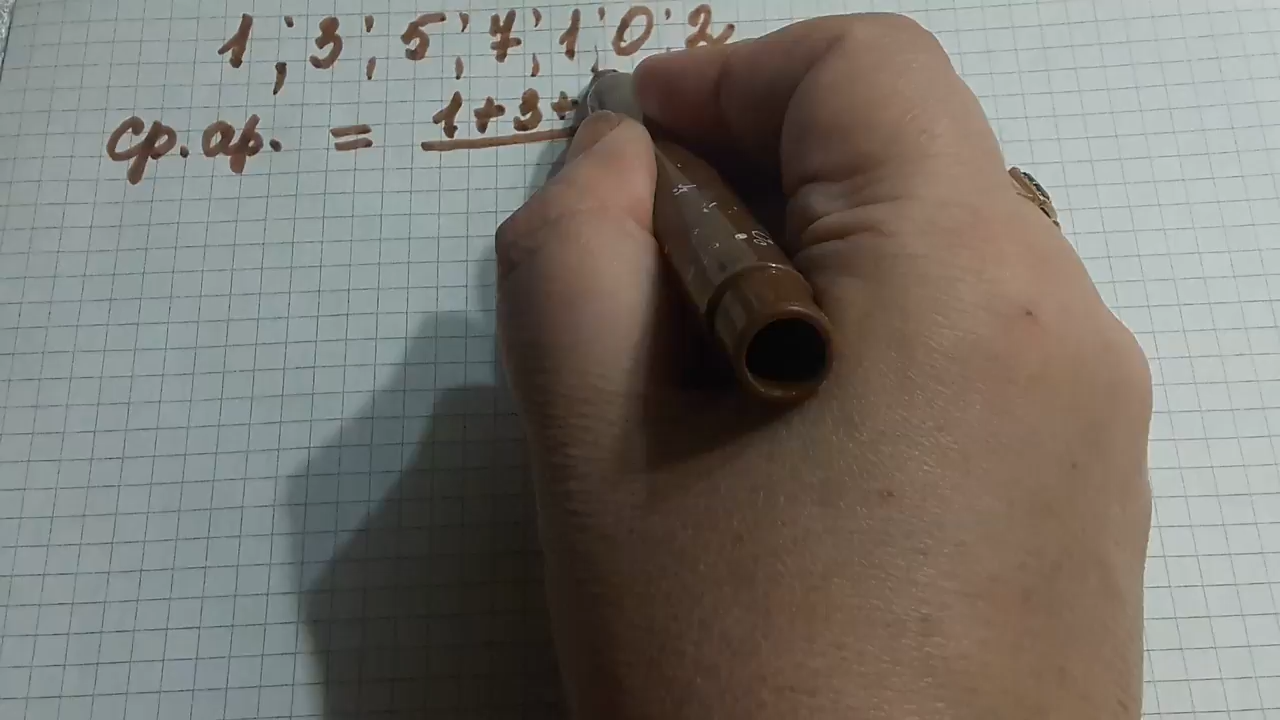 1; 3; 5; 7; 1; 0; 2
ср. ар. = 1+3+